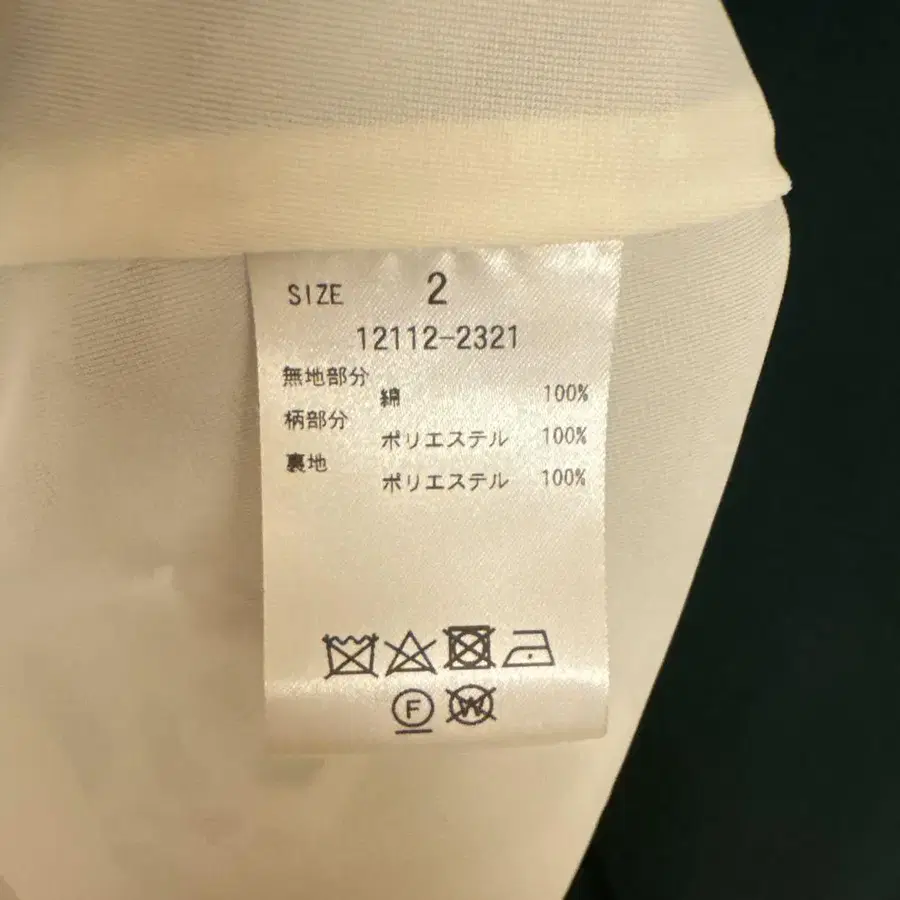 SIZE 2
12112-2321
無地部分
綿 100%
柄部分
ポリエステル 100%
裏地
ポリエステル 100%
F W